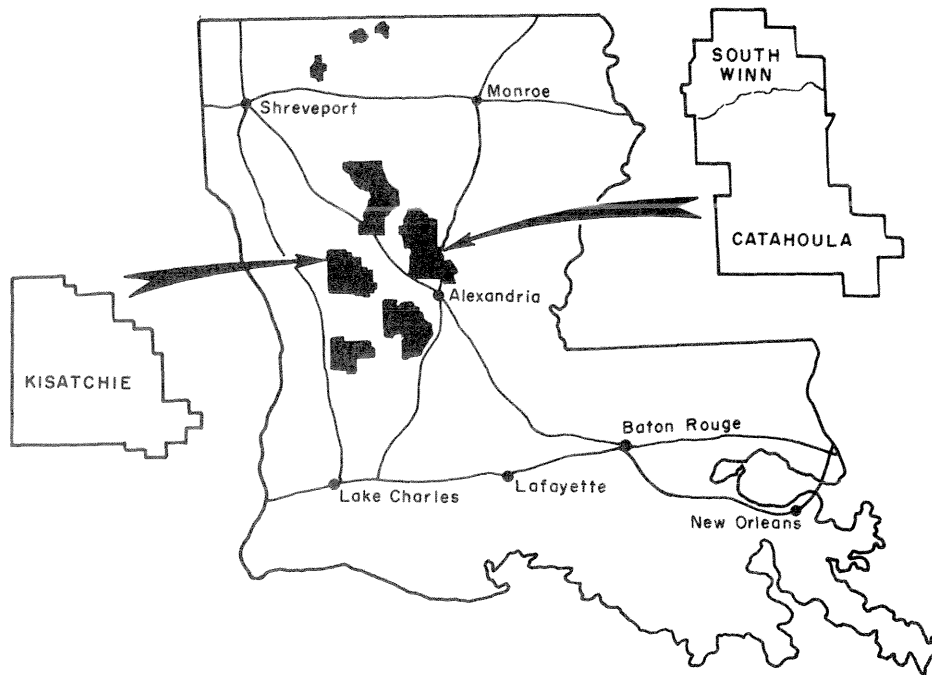 SOUTH
WINN
Monroe
Shreveport
CATAHOULA
Alexandria
KISATCHIE
Baton Rouge
Lake Charles
Lafayette
New Orleans